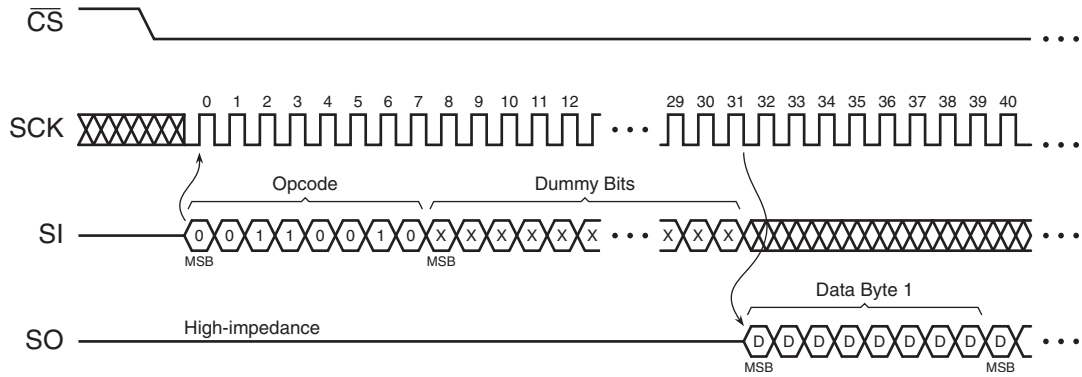 CS
0 1 2 3 4 5 6 7 8 9 10 11 12 29 30 31 32 33 34 35 36 37 38 39 40
SCK
Opcode Dummy Bits
SI 0 0 1 1 0 0 1 0 X X X X X X X X X
MSB MSB
Data Byte 1
High-impedance
SO D D D D D D D D D
MSB MSB